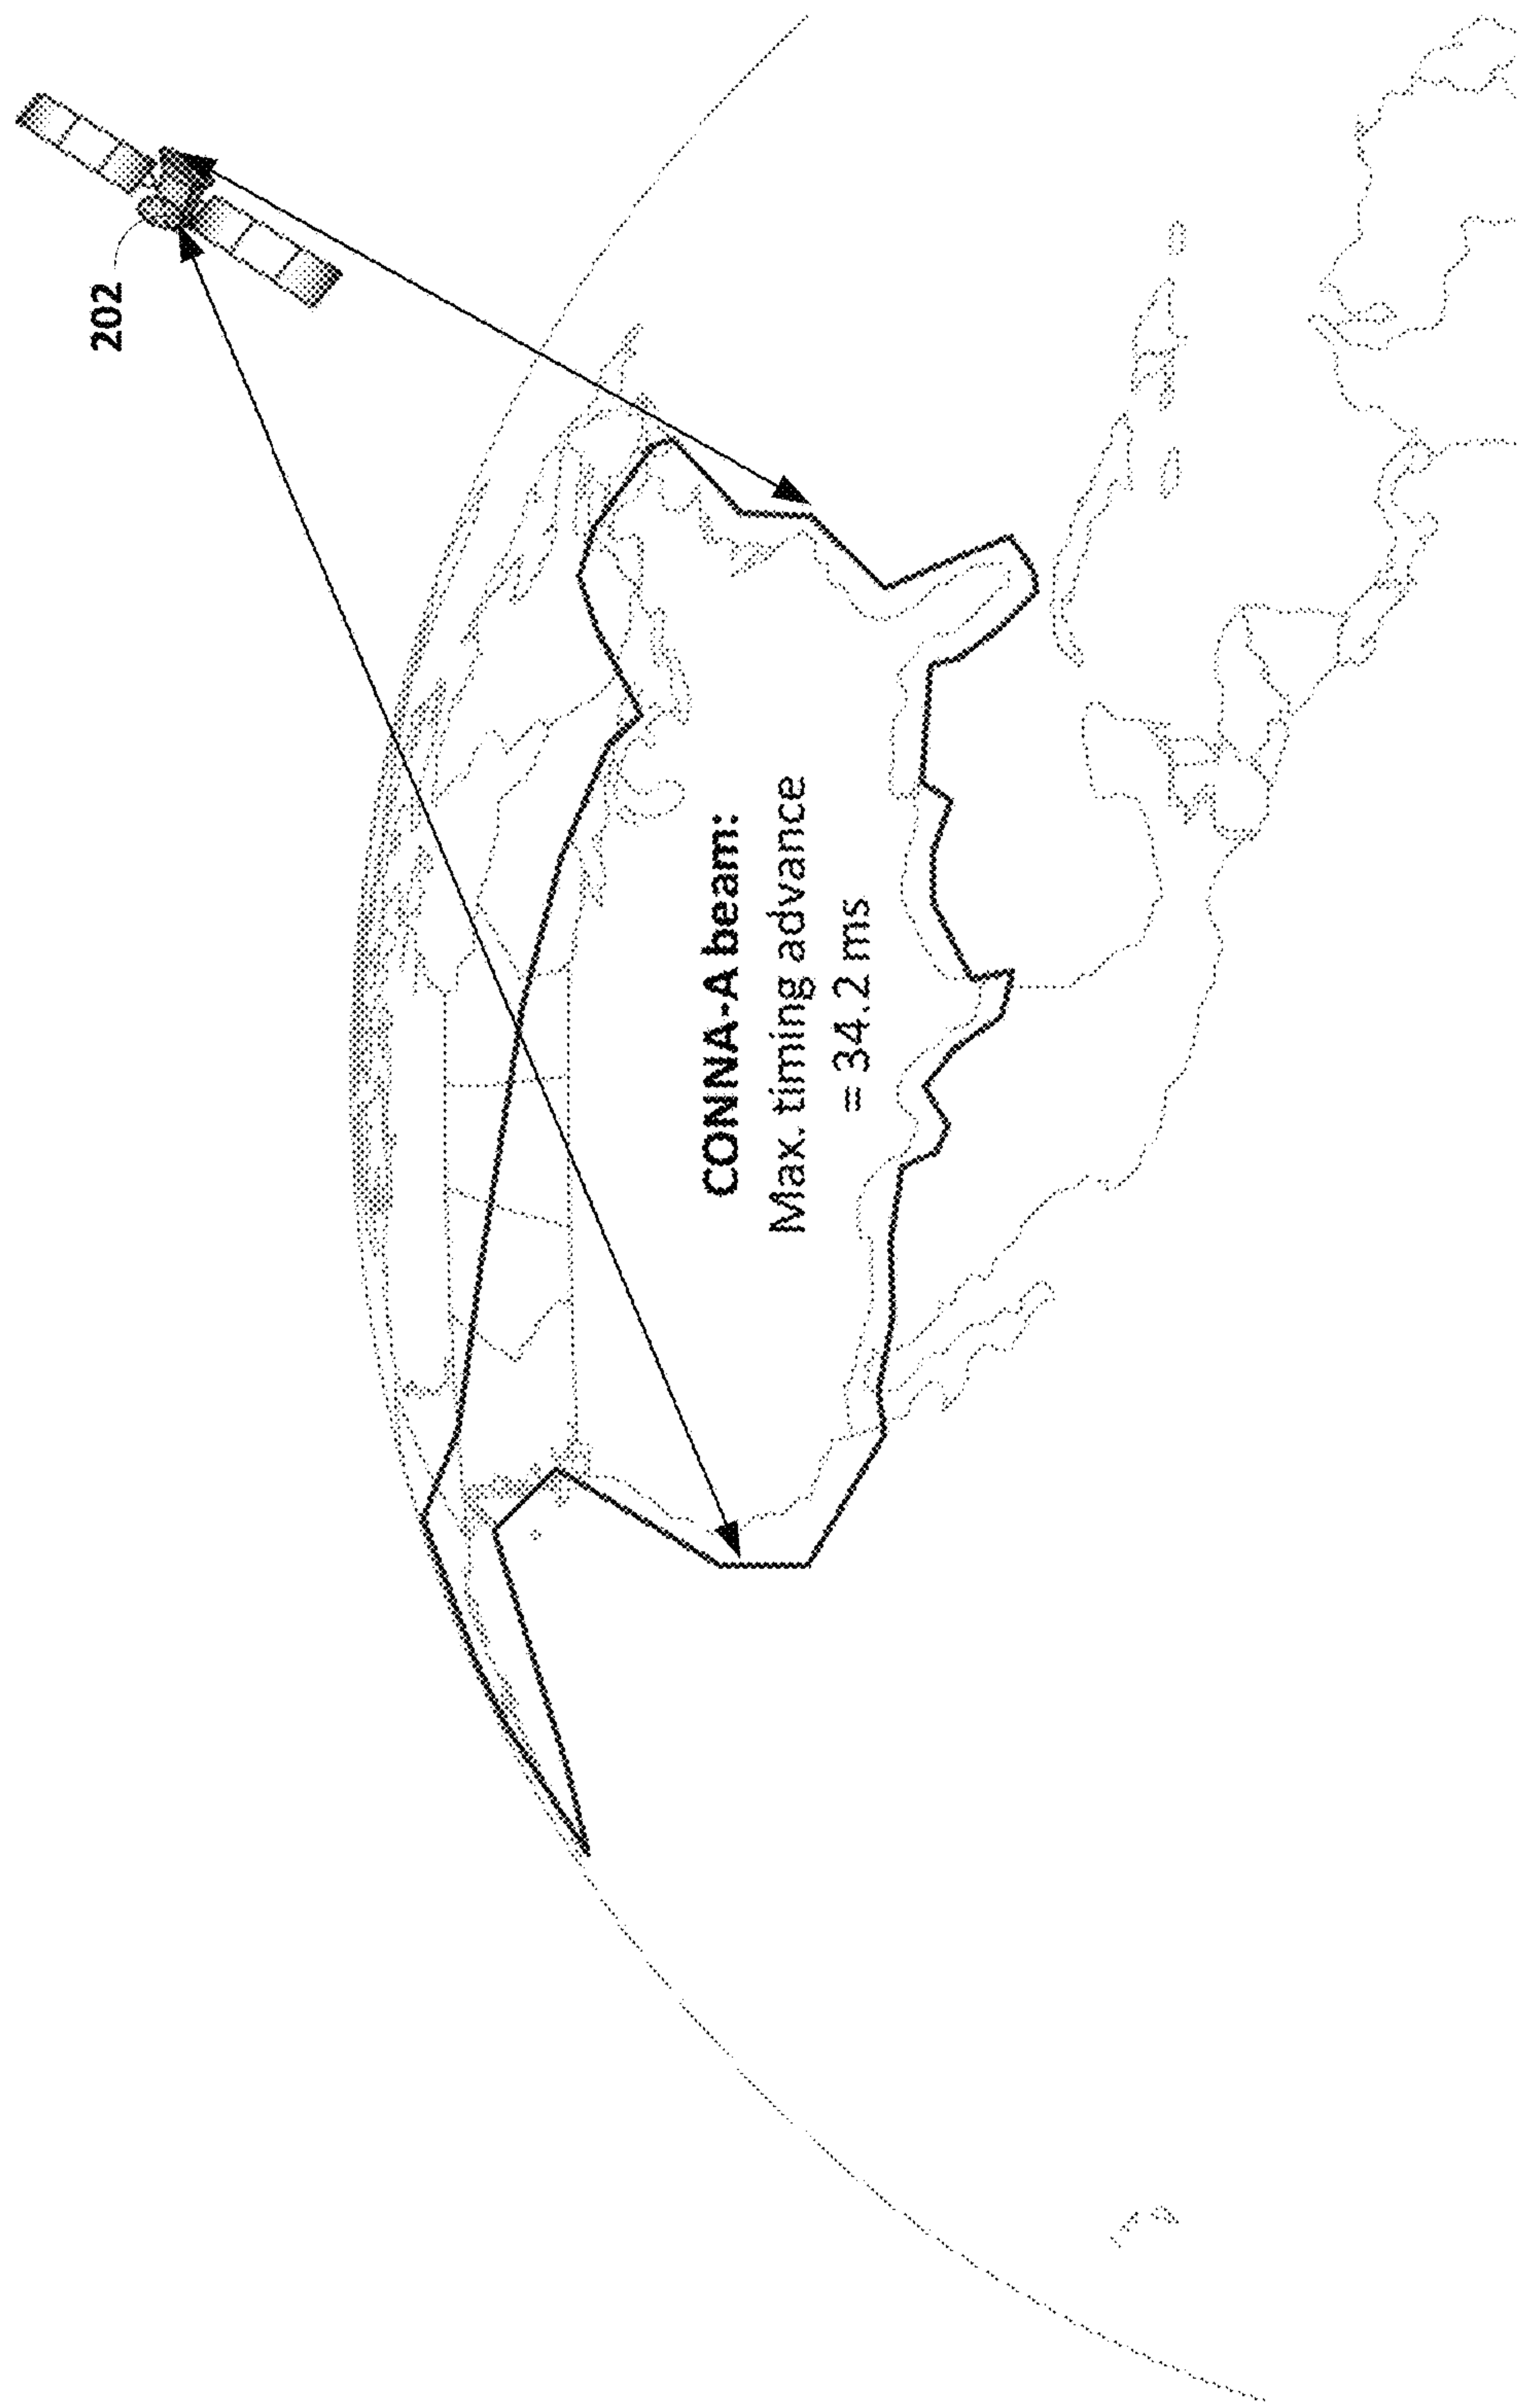 202
CONNA-A beam:
Max. timing advance
= 34.2 ms